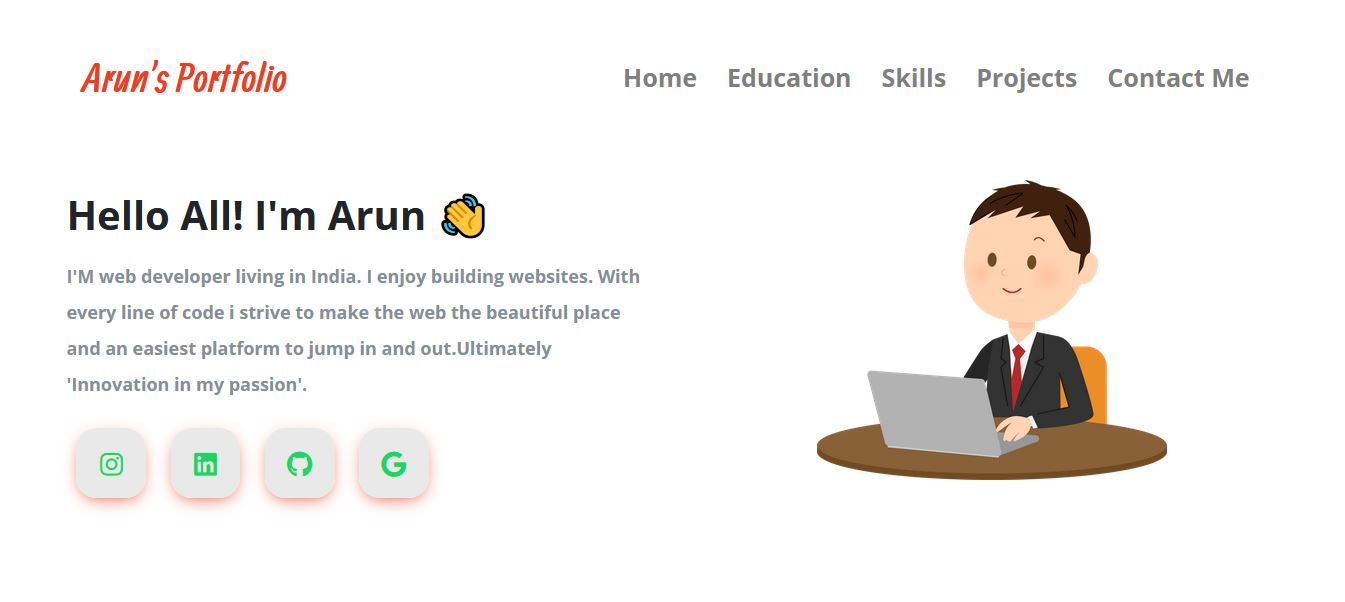 Arun's Portfolio
Home Education Skills Projects Contact Me
Hello All! I'm Arun 👋
I'M web developer living in India. I enjoy building websites. With
every line of code i strive to make the web the beautiful place
and an easiest platform to jump in and out.Ultimately
'Innovation in my passion'.